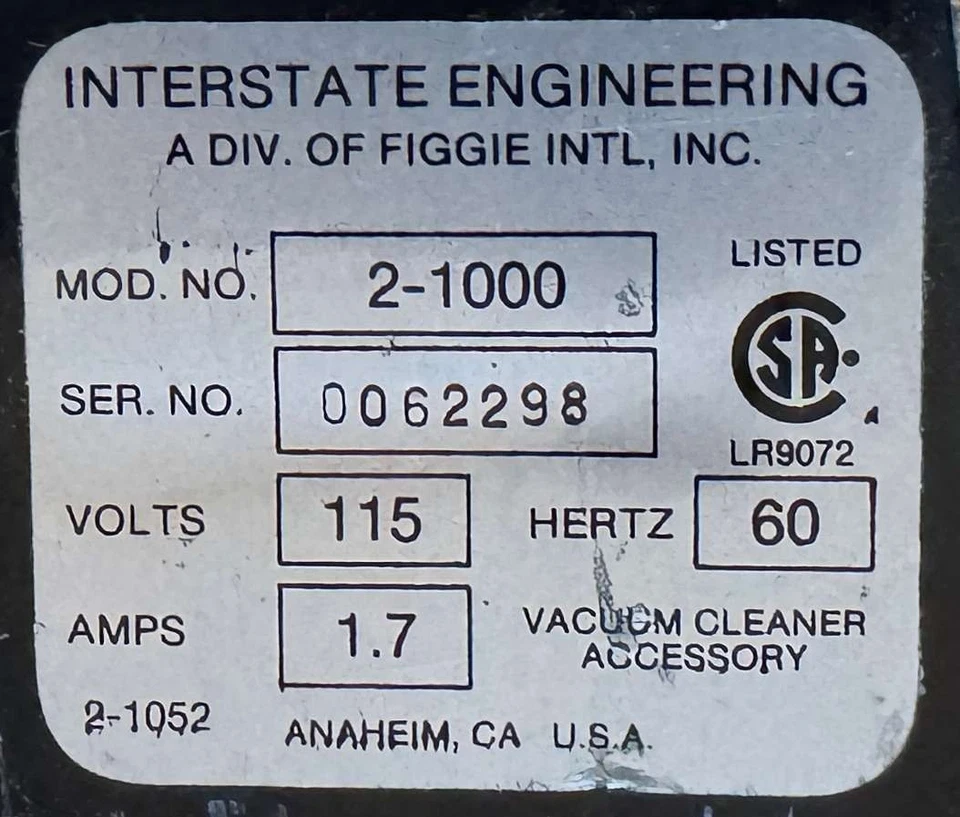 INTERSTATE ENGINEERING
A DIV. OF FIGGIE INTL, INC.
MOD. NO. 2-1000
LISTED
SER. NO. 0062298
CSA
LR9072
VOLTS 115 HERTZ 60
AMPS 1.7
VACUUM CLEANER
ACCESSORY
2-1052 ANAHEIM, CA U.S.A.